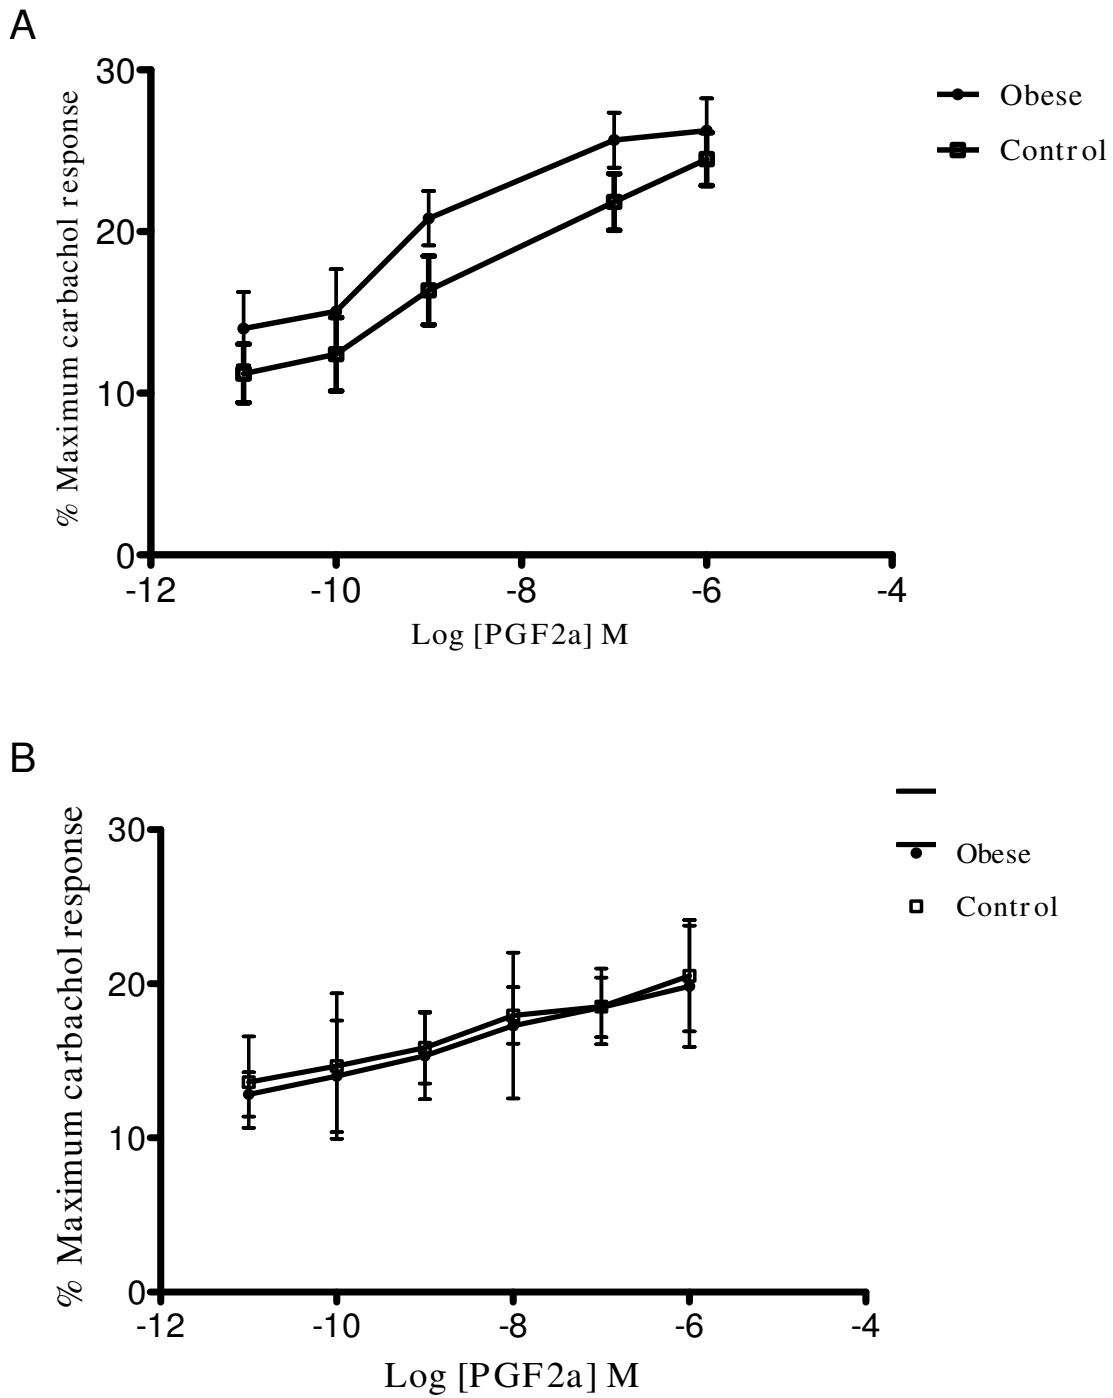 A
% Maximum carbachol response
30
20
10
0
-12 -10 -8 -6 -4
Log [PGF2a] M
Obese
Control
B
% Maximum carbachol response
30
20
10
0
-12 -10 -8 -6 -4
Log [PGF2a] M
Obese
Control